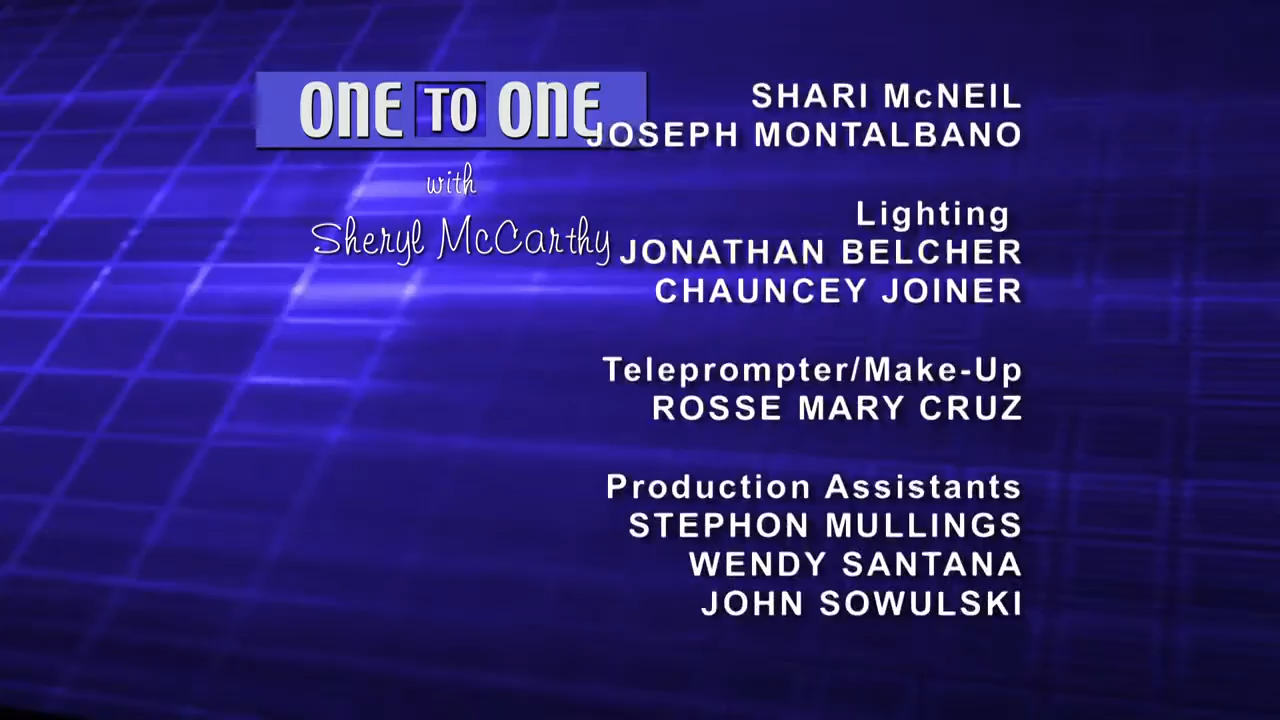 ONE TO ONE
with
Sheryl McCarthy
SHARI McNEIL
JOSEPH MONTALBANO
Lighting
JONATHAN BELCHER
CHAUNCEY JOINER
Teleprompter/Make-Up
ROSSE MARY CRUZ
Production Assistants
STEPHON MULLINGS
WENDY SANTANA
JOHN SOWULSKI